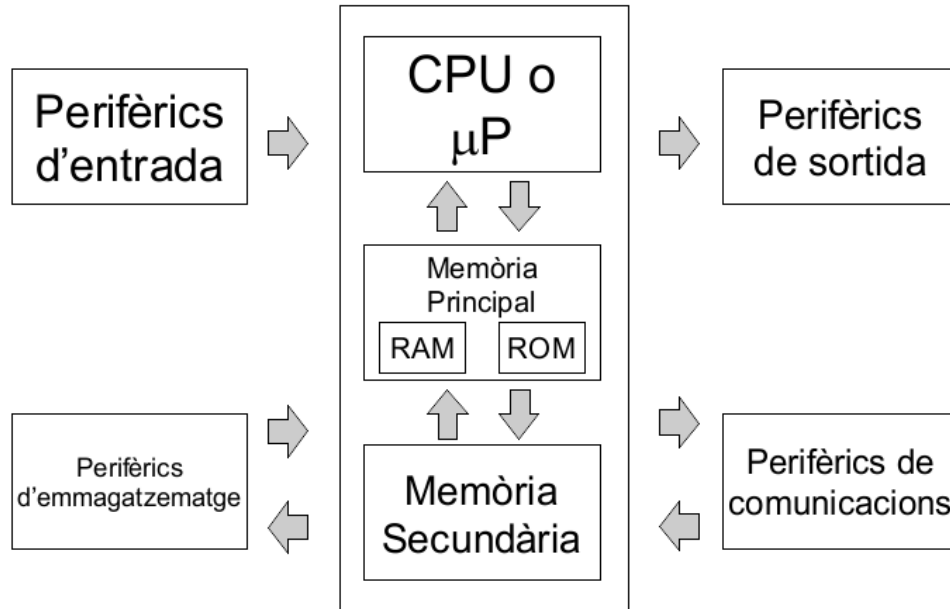 CPU o
μP
Perifèrics
d'entrada
Perifèrics
de sortida
Memòria
Principal
RAM
ROM
Perifèrics
d'emmagatzematge
Memòria
Secundària
Perifèrics de
comunicacions